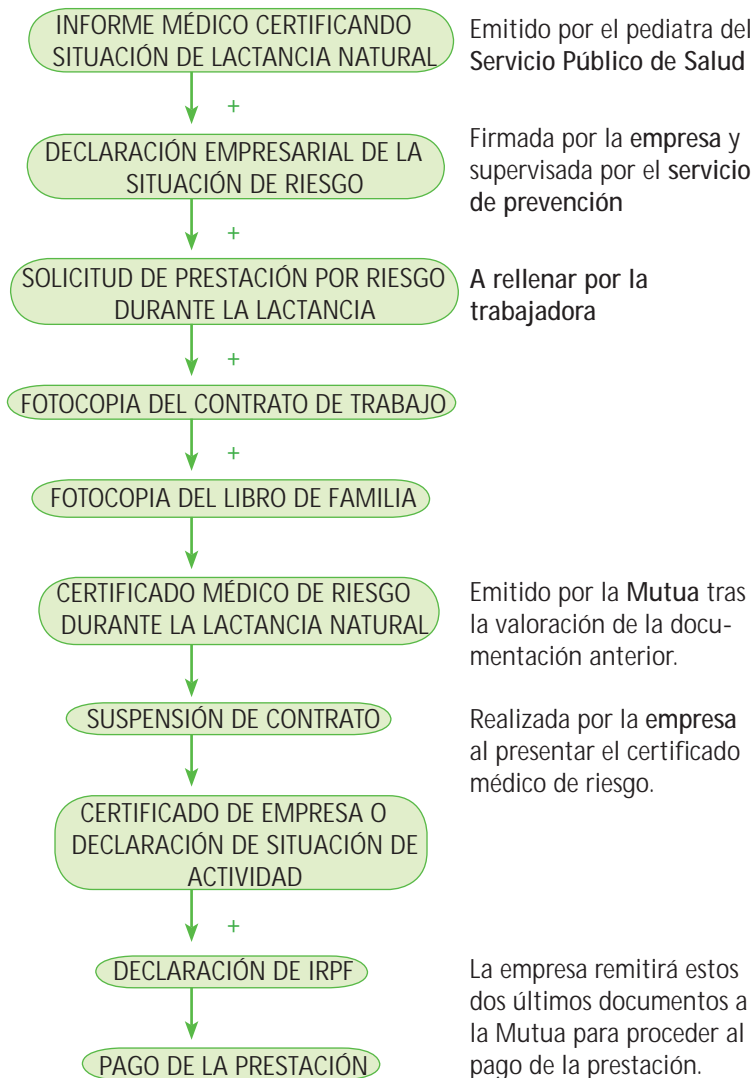 INFORME MÉDICO CERTIFICANDO
SITUACIÓN DE LACTANCIA NATURAL
Emitido por el pediatra del
Servicio Público de Salud
+
DECLARACIÓN EMPRESARIAL DE LA
SITUACIÓN DE RIESGO
Firmada por la empresa y
supervisada por el servicio
de prevención
+
SOLICITUD DE PRESTACIÓN POR RIESGO
DURANTE LA LACTANCIA
A rellenar por la
trabajadora
+
FOTOCOPIA DEL CONTRATO DE TRABAJO
+
FOTOCOPIA DEL LIBRO DE FAMILIA
CERTIFICADO MÉDICO DE RIESGO
DURANTE LA LACTANCIA NATURAL
Emitido por la Mutua tras
la valoración de la docu-
mentación anterior.
SUSPENSIÓN DE CONTRATO
Realizada por la empresa
al presentar el certificado
médico de riesgo.
CERTIFICADO DE EMPRESA O
DECLARACIÓN DE SITUACIÓN DE
ACTIVIDAD
+
DECLARACIÓN DE IRPF
La empresa remitirá estos
dos últimos documentos a
la Mutua para proceder al
pago de la prestación.
PAGO DE LA PRESTACIÓN